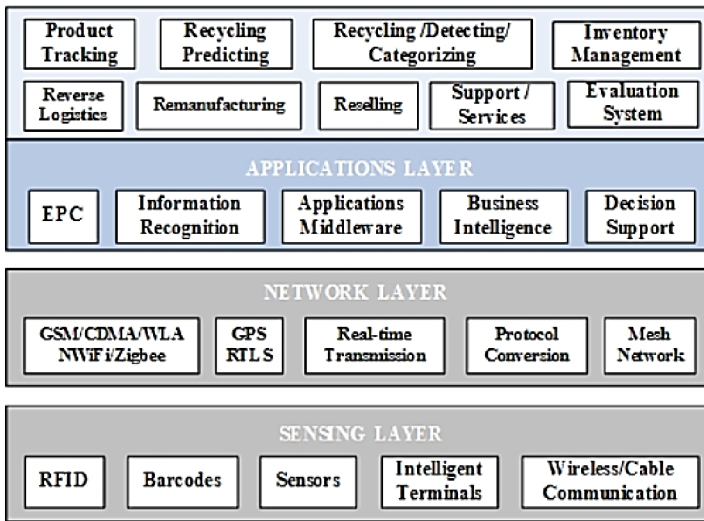 Product Tracking
Recycling Predicting
Recycling /Detecting/ Categorizing
Inventory Management
Reverse Logistics
Remanufacturing
Reselling
Support / Services
Evaluation System
APPLICATIONS LAYER
EPC
Information Recognition
Applications Middleware
Business Intelligence
Decision Support
NETWORK LAYER
GSM/CDMA/WLA
NWiFi/Zigbee
GPS
RTLS
Real-time
Transmission
Protocol
Conversion
Mesh
Network
SENSING LAYER
RFID
Barcodes
Sensors
Intelligent
Terminals
Wireless/Cable
Communication